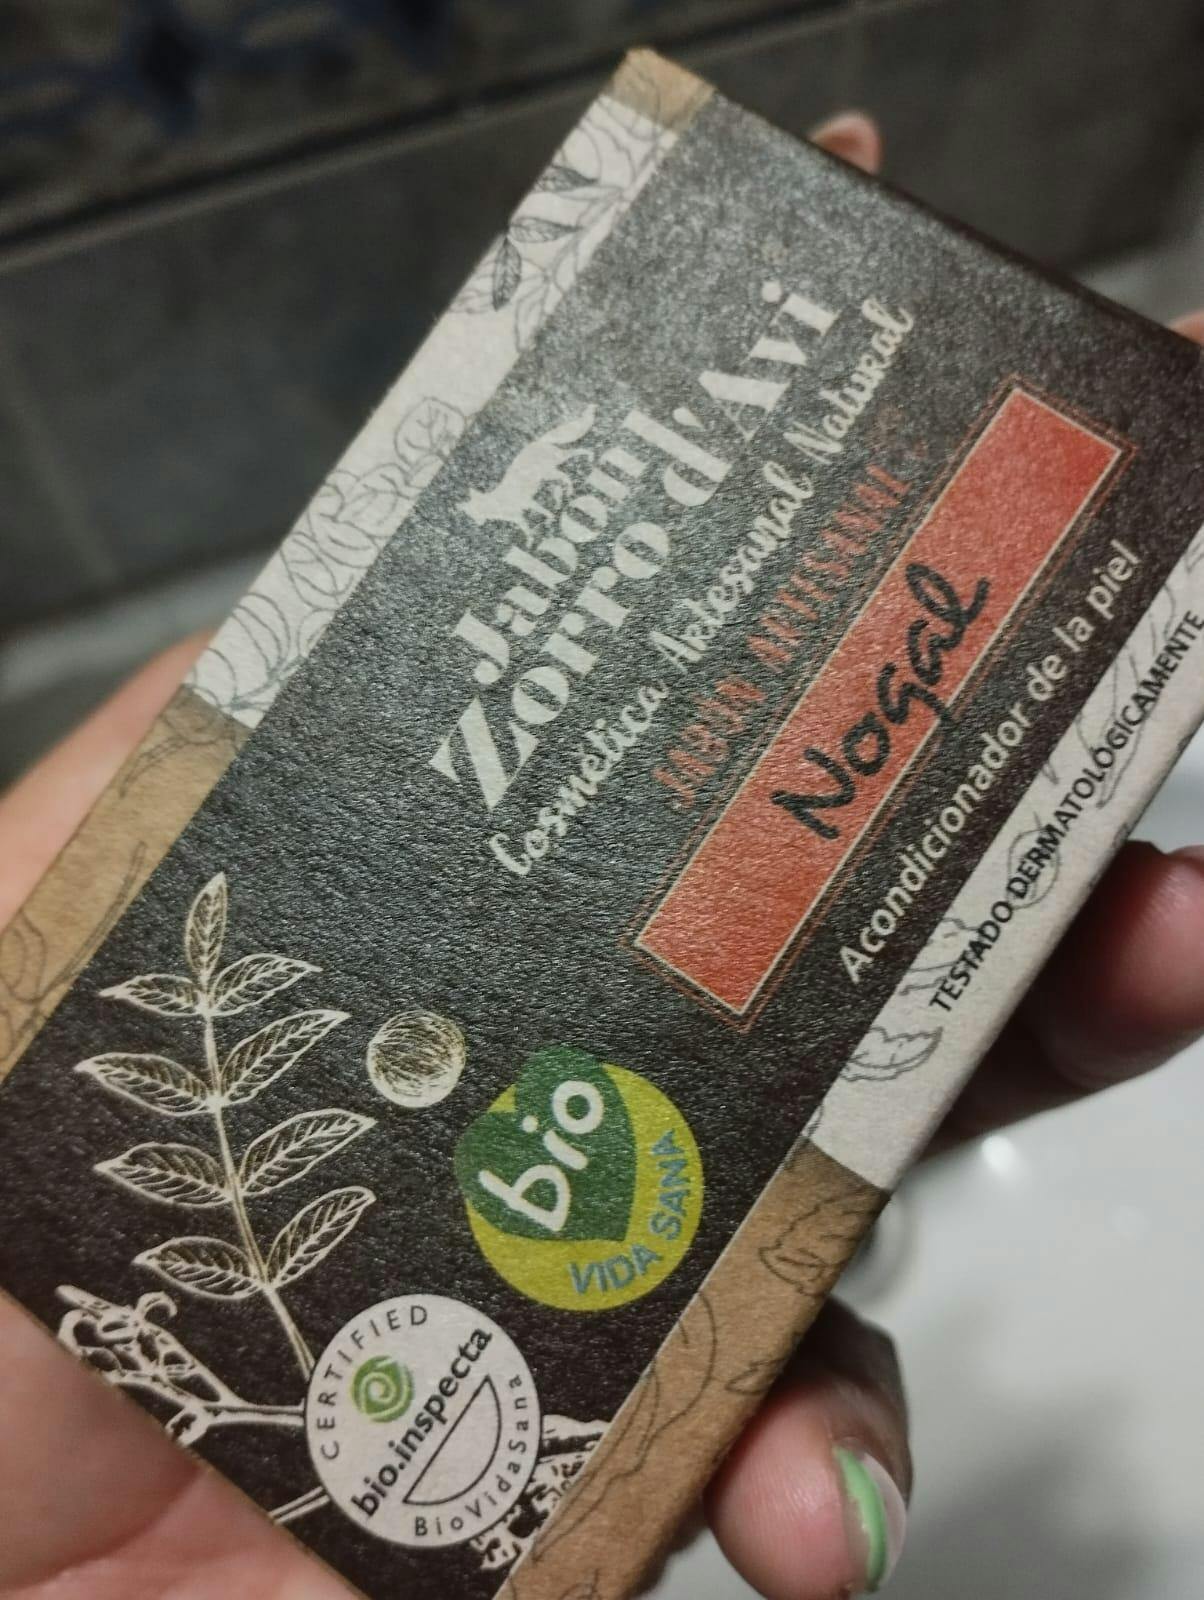 Jabón
Zorro d'Avi
Cosmética Artesanal Natural
JABÓN ARTESANAL
Nogal
Acondicionador de la piel
TESTADO DERMATOLÓGICAMENTE
bio
VIDA SANA
CERTIFIED
bio.inspecta
BioVidaSana